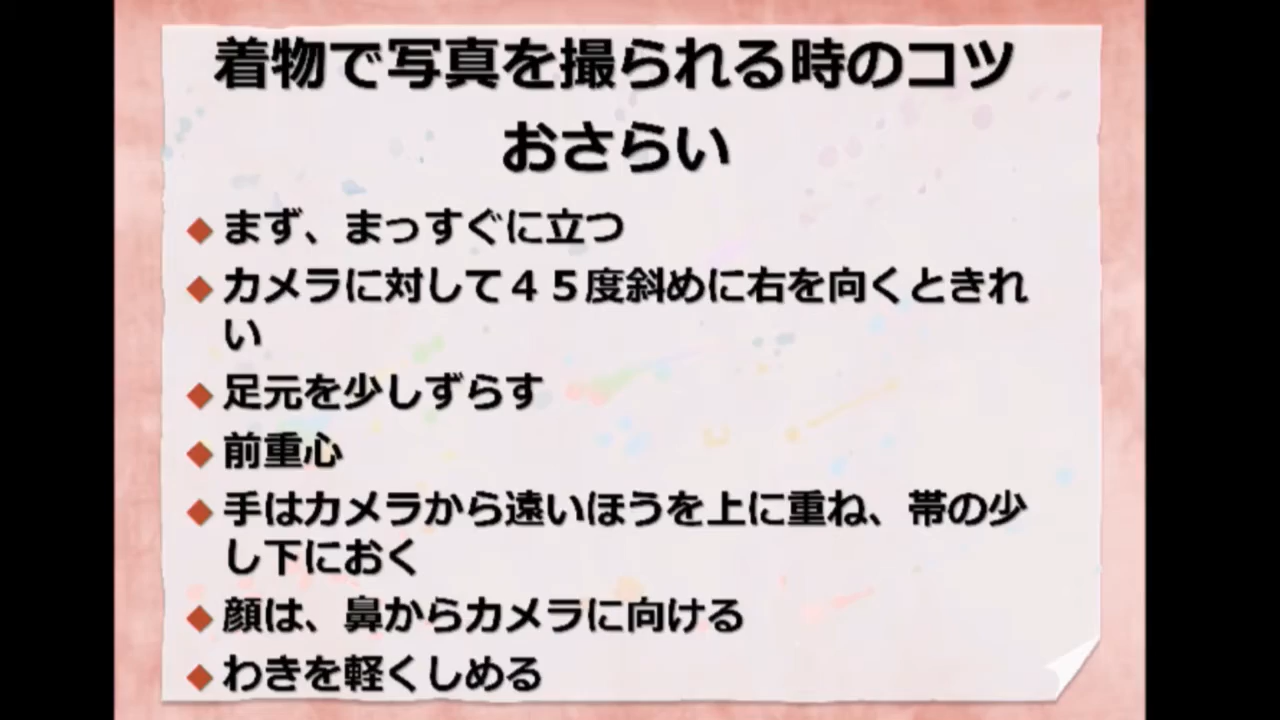 着物で写真を撮られる時のコツ
おさらい
まず、まっすぐに立つ
カメラに対して４５度斜めに右を向くときれ
い
足元を少しずらす
前重心
手はカメラから遠いほうを上に重ね、帯の少
し下におく
顔は、鼻からカメラに向ける
わきを軽くしめる